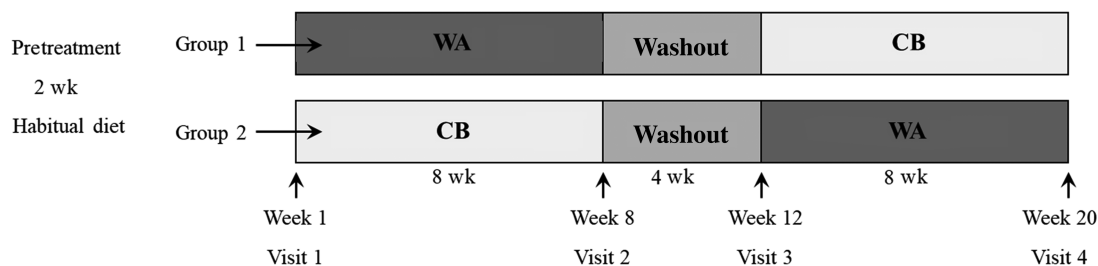 Pretreatment
2 wk
Habitual diet
Group 1
WA
Washout
CB
Group 2
CB
Washout
WA
8 wk
4 wk
8 wk
Week 1
Week 8
Week 12
Week 20
Visit 1
Visit 2
Visit 3
Visit 4